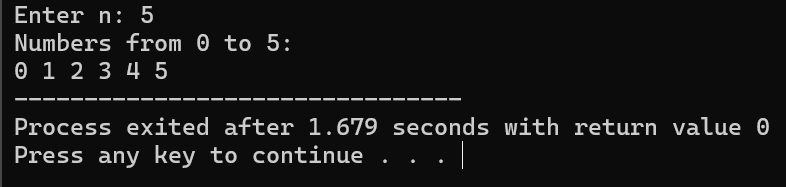 Enter n: 5
Numbers from 0 to 5:
0 1 2 3 4 5
--------------------------------
Process exited after 1.679 seconds with return value 0
Press any key to continue . . .